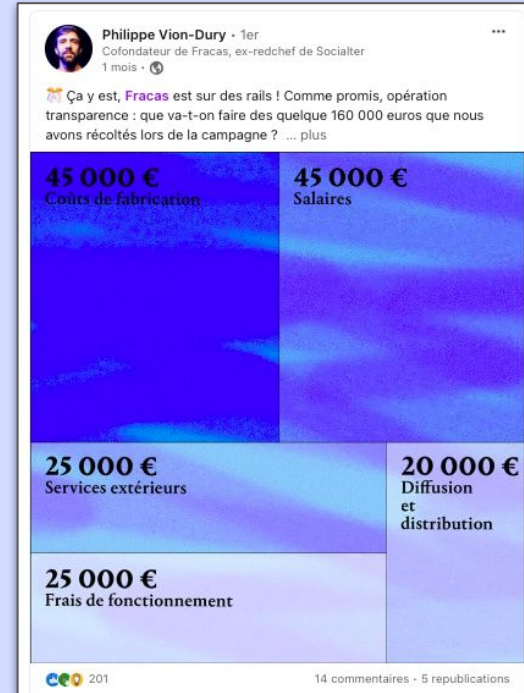 Philippe Vion-Dury • 1er
Cofondateur de Fracas, ex-redchef de Socialter
1 mois •
Ça y est, Fracas est sur des rails ! Comme promis, opération
transparence : que va-t-on faire des quelque 160 000 euros que nous
avons récoltés lors de la campagne ? ... plus
45 000 €
Coûts de fabrication
45 000 €
Salaires
25 000 €
Services extérieurs
20 000 €
Diffusion
et
distribution
25 000 €
Frais de fonctionnement
201
14 commentaires • 5 republications